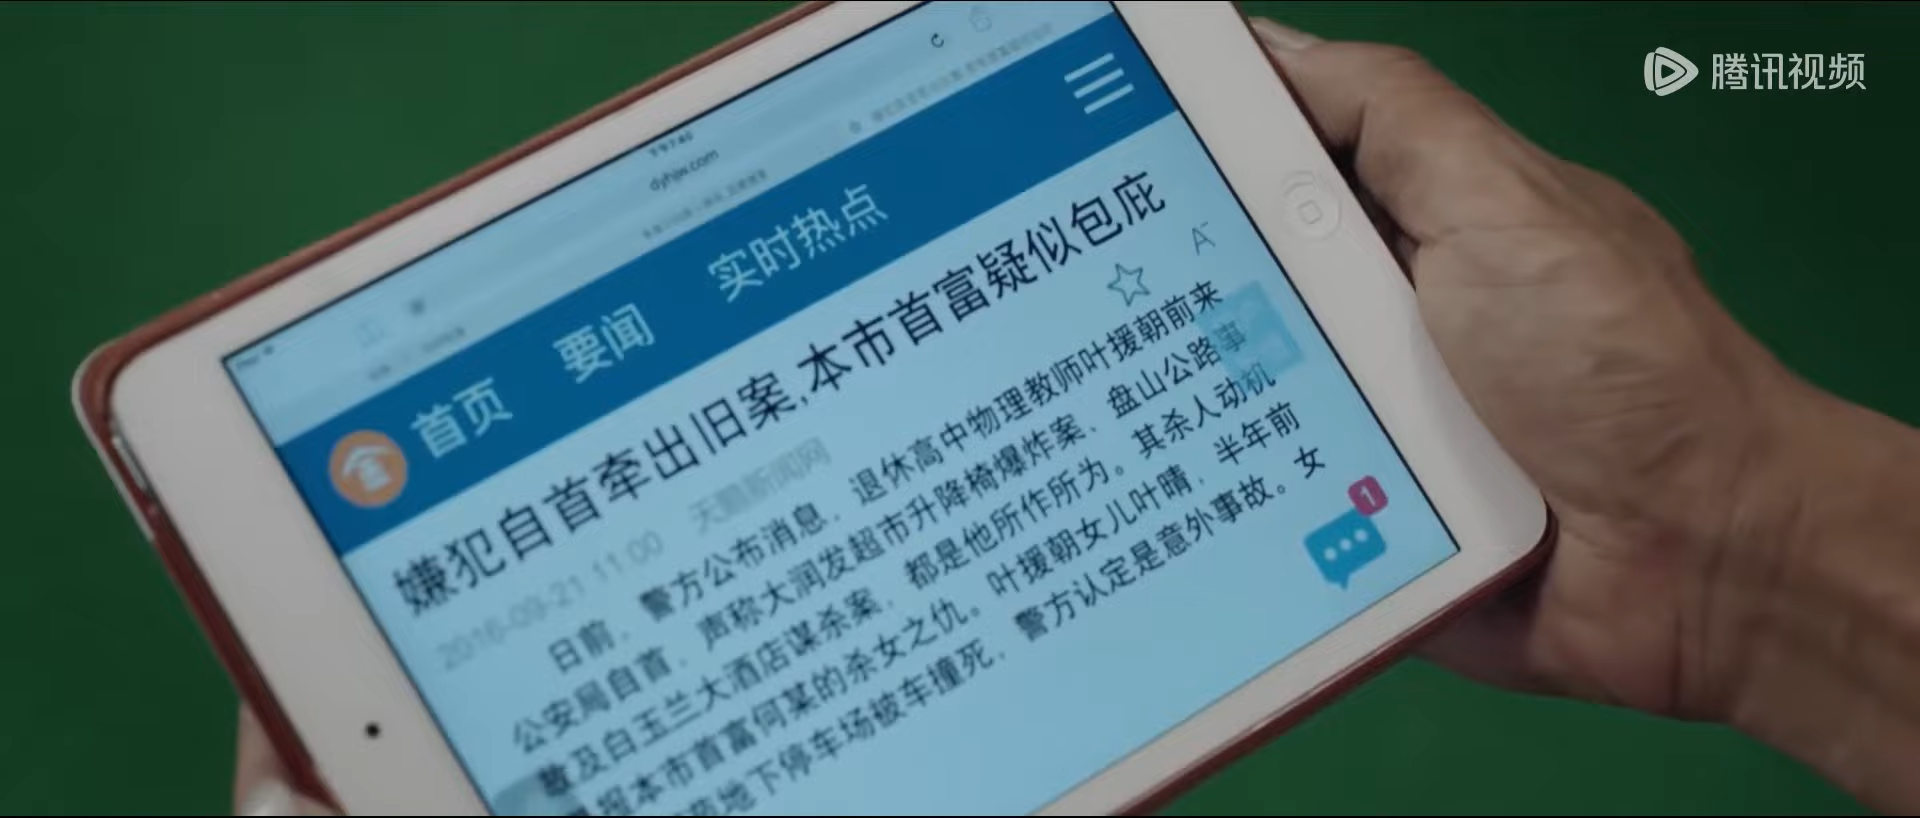 腾讯视频
dyhjw.com
首页 要闻 实时热点
嫌犯自首牵出旧案,本市首富疑似包庇
2016-09-21 11:00 天鹅新闻网
A-
日前，警方公布消息，退休高中物理教师叶援朝前来
公安局自首，声称大润发超市升降椅爆炸案、盘山公路事
故及白玉兰大酒店谋杀案，都是他所作所为。其杀人动机
是报本市首富何某的杀女之仇。叶援朝女儿叶晴，半年前
地下停车场被车撞死，警方认定是意外事故。女
1